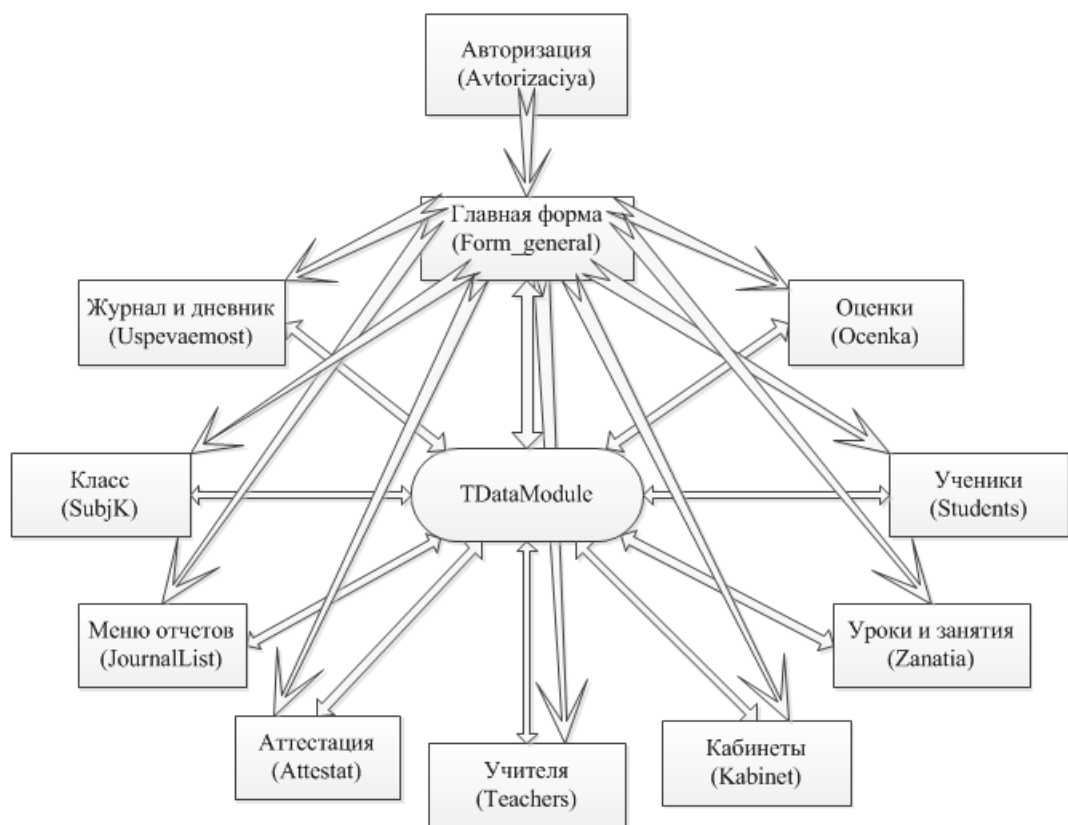 Авторизация
(Avtorizaciya)
Главная форма
(Form_general)
Журнал и дневник
(Uspevaemost)
Оценки
(Ocenka)
Класс
(SubjK)
TDataModule
Ученики
(Students)
Меню отчетов
(JournalList)
Уроки и занятия
(Zanatia)
Аттестация
(Attestat)
Учителя
(Teachers)
Кабинеты
(Kabinet)